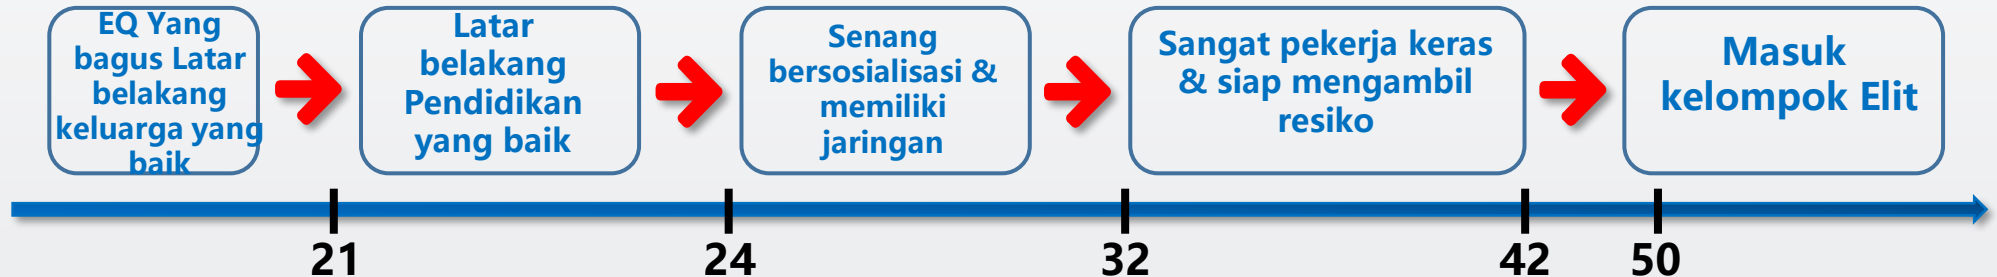 EQ Yang
bagus Latar
belakang
keluarga yang
baik
Latar
belakang
Pendidikan
yang baik
Senang
bersosialisasi &
memiliki
jaringan
Sangat pekerja keras
& siap mengambil
resiko
Masuk
kelompok Elit
21
24
32
42
50